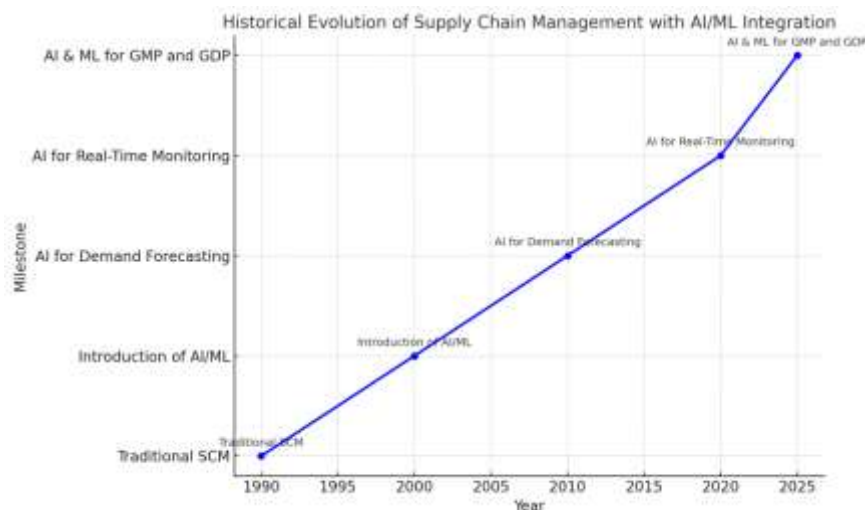 Historical Evolution of Supply Chain Management with AI/ML Integration
AI & ML for GMP and GDP
AI & ML for GMP and GDP
AI for Real-Time Monitoring
AI for Real-Time Monitoring
AI for Demand Forecasting
AI for Demand Forecasting
Milestone
Introduction of AI/ML
Introduction of AI/ML
Traditional SCM
Traditional SCM
1990 1995 2000 2005 2010 2015 2020 2025
Year